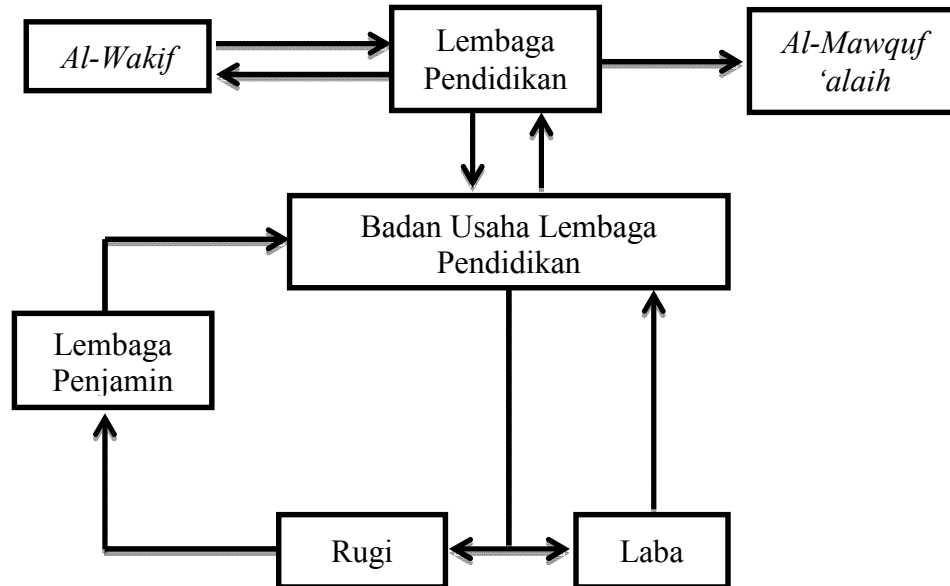 Al-Wakif
Lembaga
Pendidikan
Al-Mawquf
‘alaih
Badan Usaha Lembaga
Pendidikan
Lembaga
Penjamin
Rugi
Laba